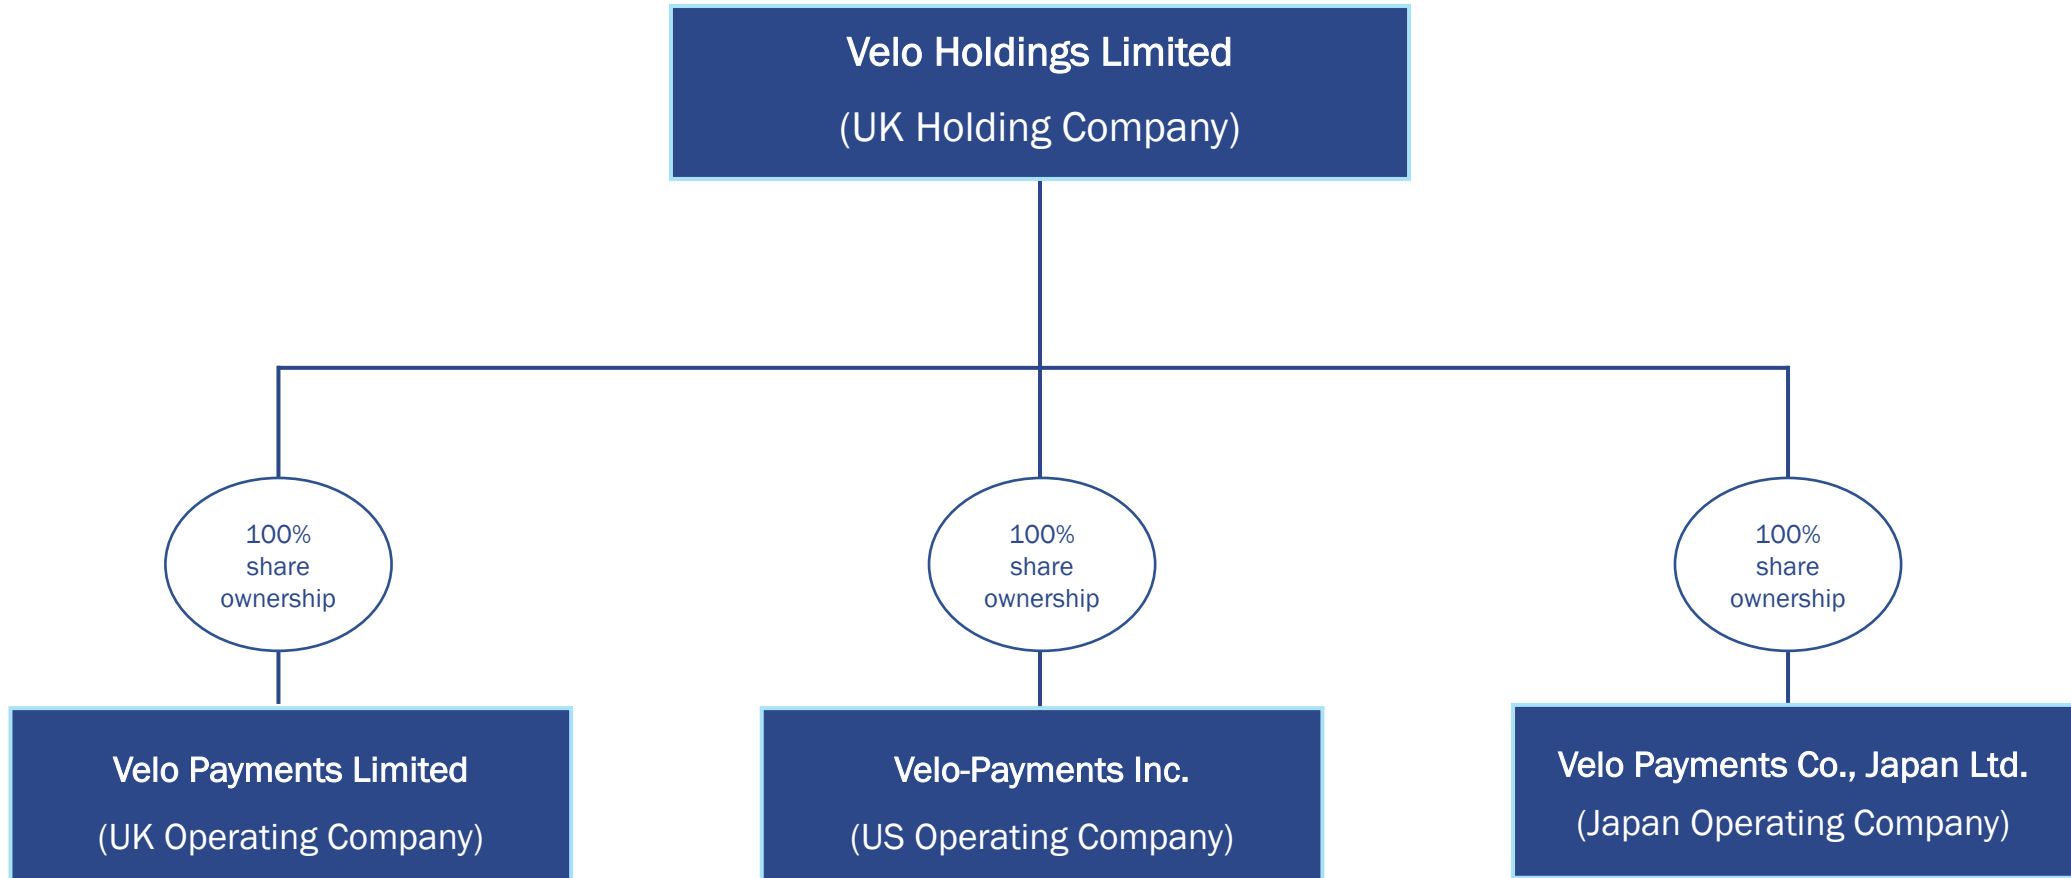 Velo Holdings Limited
(UK Holding Company)
100%
share
ownership
100%
share
ownership
100%
share
ownership
Velo Payments Limited
(UK Operating Company)
Velo-Payments Inc.
(US Operating Company)
Velo Payments Co., Japan Ltd.
(Japan Operating Company)